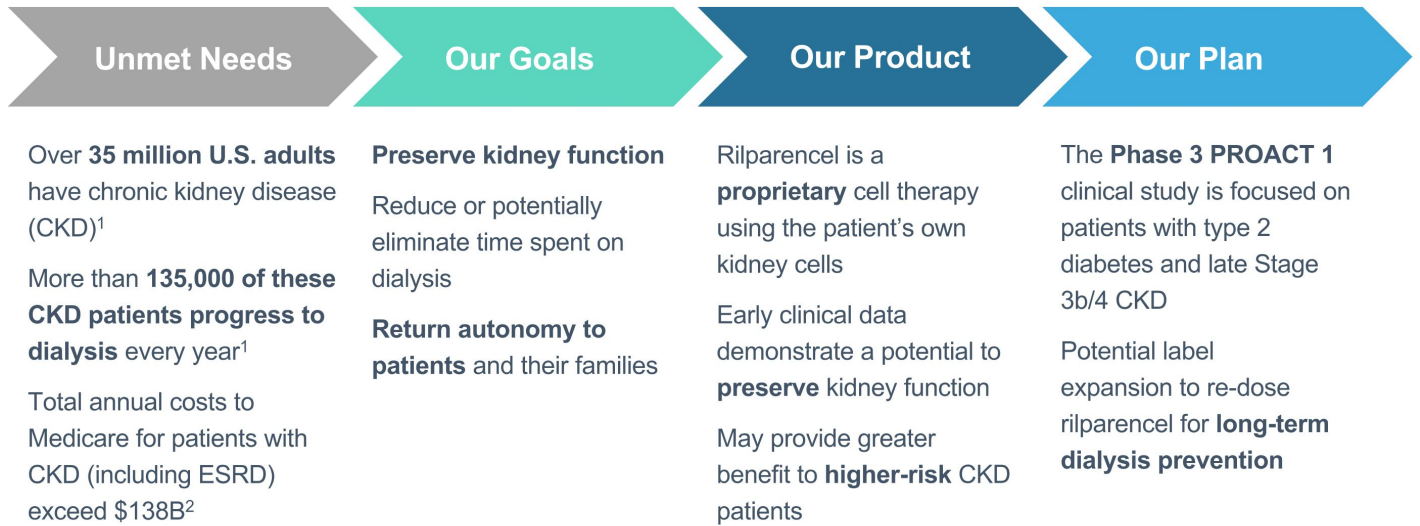 Unmet Needs
Over 35 million U.S. adults
have chronic kidney disease
(CKD)1
More than 135,000 of these
CKD patients progress to
dialysis every year1
Total annual costs to
Medicare for patients with
CKD (including ESRD)
exceed $138B2
Our Goals
Preserve kidney function
Reduce or potentially
eliminate time spent on
dialysis
Return autonomy to
patients and their families
Our Product
Rilparencel is a
proprietary cell therapy
using the patient’s own
kidney cells
Early clinical data
demonstrate a potential to
preserve kidney function
May provide greater
benefit to higher-risk CKD
patients
Our Plan
The Phase 3 PROACT 1
clinical study is focused on
patients with type 2
diabetes and late Stage
3b/4 CKD
Potential label
expansion to re-dose
rilparencel for long-term
dialysis prevention